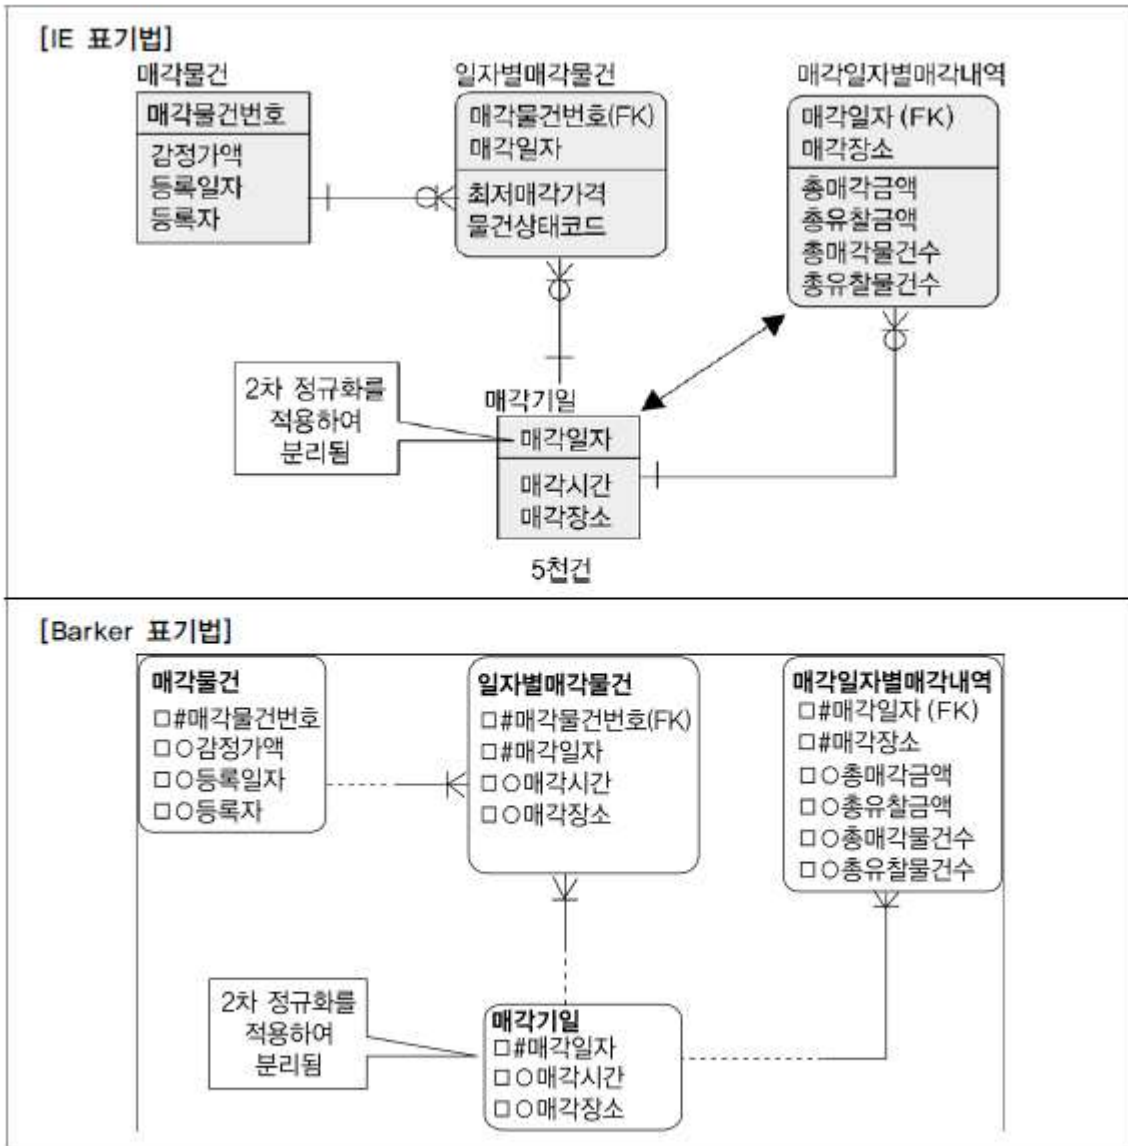 [IE 표기법]
매각물건
매각물건번호
감정가액
등록일자
등록자
일자별매각물건
매각물건번호(FK)
매각일자
최저매각가격
물건상태코드
매각일자별매각내역
매각일자 (FK)
매각장소
총매각금액
총유찰금액
총매각물건수
총유찰물건수
2차 정규화를
적용하여
분리됨
매각기일
매각일자
매각시간
매각장소
5천건
[Barker 표기법]
매각물건
□#매각물건번호
□○감정가액
□○등록일자
□○등록자
일자별매각물건
□#매각물건번호(FK)
□#매각일자
□○매각시간
□○매각장소
매각일자별매각내역
□#매각일자 (FK)
□#매각장소
□○총매각금액
□○총유찰금액
□○총매각물건수
□○총유찰물건수
2차 정규화를
적용하여
분리됨
매각기일
□#매각일자
□○매각시간
□○매각장소